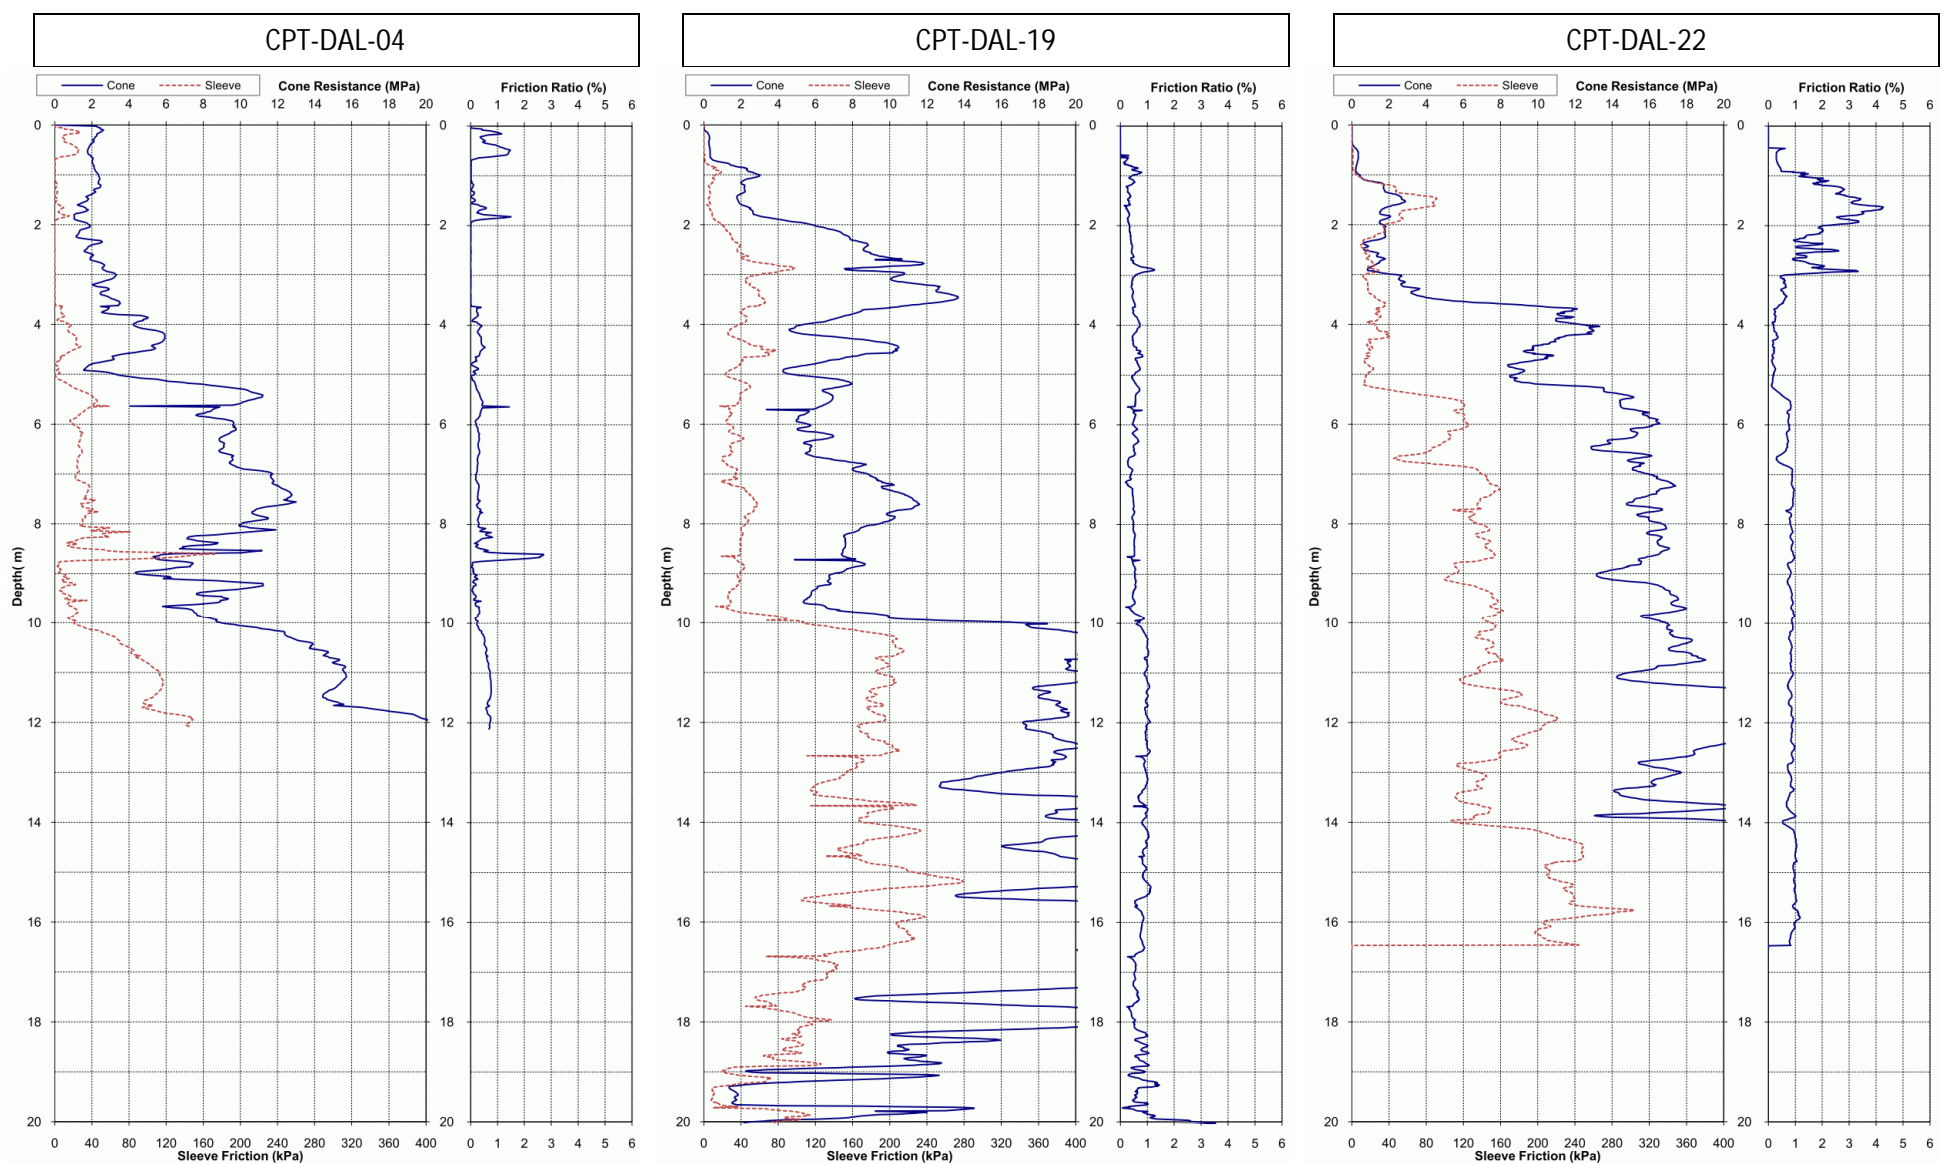 CPT-DAL-04 CPT-DAL-19 CPT-DAL-22
Cone Sleeve Cone Resistance (MPa) Friction Ratio (%) Cone Sleeve Cone Resistance (MPa) Friction Ratio (%) Cone Sleeve Cone Resistance (MPa) Friction Ratio (%)
0 2 4 6 8 10 12 14 16 18 20 0 1 2 3 4 5 6 0 2 4 6 8 10 12 14 16 18 20 0 1 2 3 4 5 6 0 2 4 6 8 10 12 14 16 18 20 0 1 2 3 4 5 6
0 0 0 0 0 0
2 2 2 2 2 2
4 4 4 4 4 4
6 6 6 6 6 6
8 8 8 8 8 8
Depth( m) Depth( m) Depth( m)
10 10 10 10 10 10
12 12 12 12 12 12
14 14 14 14 14 14
16 16 16 16 16 16
18 18 18 18 18 18
20 20 20 20 20 20
0 40 80 120 160 200 240 280 320 360 400 0 1 2 3 4 5 6 0 40 80 120 160 200 240 280 320 360 400 0 1 2 3 4 5 6 0 40 80 120 160 200 240 280 320 360 400 0 1 2 3 4 5 6
Sleeve Friction (kPa) Sleeve Friction (kPa) Sleeve Friction (kPa)